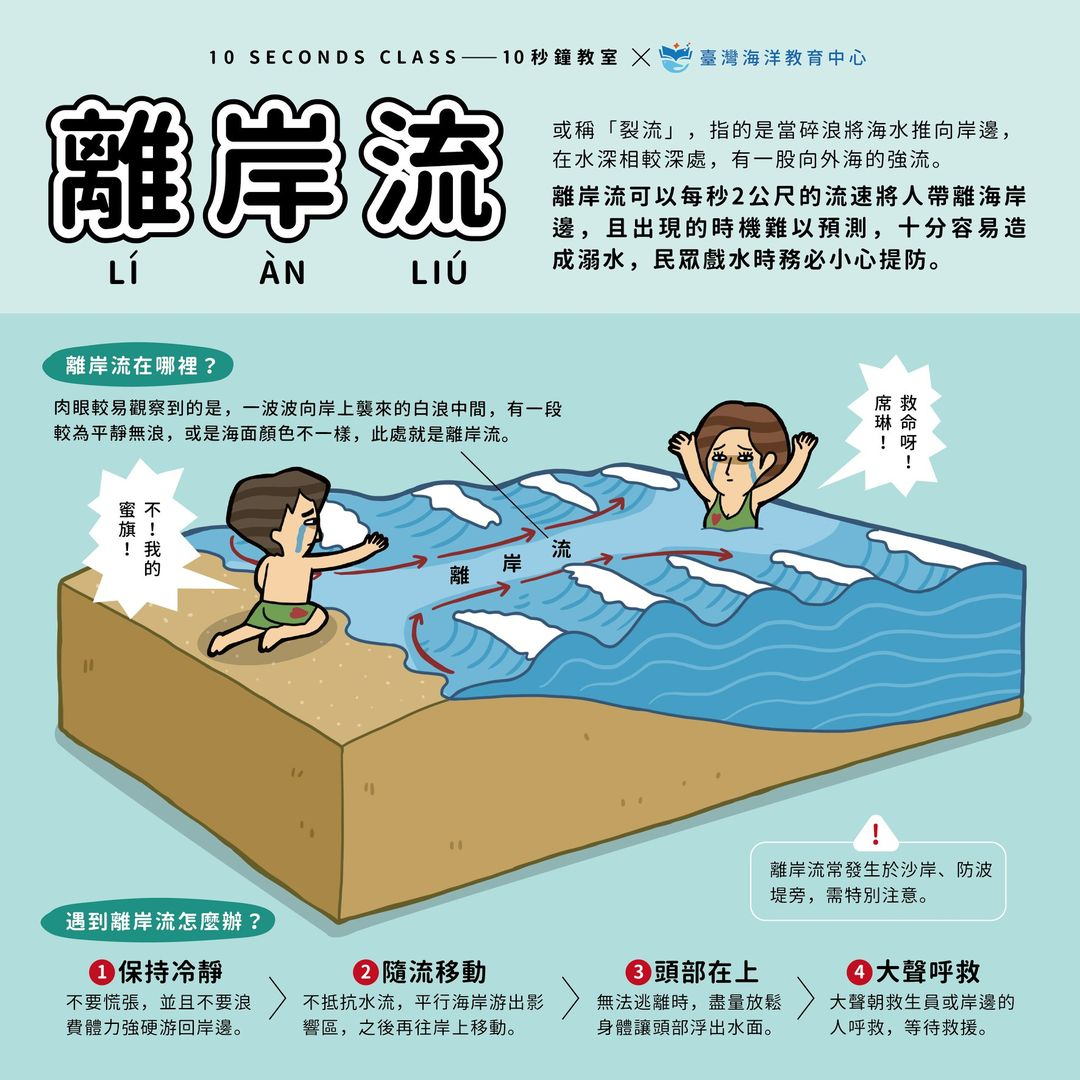 10 SECONDS CLASS——10秒鐘教室 × 臺灣海洋教育中心
離岸流
LÍ ÀN LIÚ
或稱「裂流」，指的是當碎浪將海水推向岸邊，
在水深相較深處，有一股向外海的強流。
離岸流可以每秒2公尺的流速將人帶離海岸
邊，且出現的時機難以預測，十分容易造
成溺水，民眾戲水時務必小心提防。
離岸流在哪裡？
肉眼較易觀察到的是，一波波向岸上襲來的白浪中間，有一段
較為平靜無浪，或是海面顏色不一樣，此處就是離岸流。
救命呀！
席琳！
不！我的
蜜旗！
離岸流
!
離岸流常發生於沙岸、防波
堤旁，需特別注意。
遇到離岸流怎麼辦？
1 保持冷靜
不要慌張，並且不要浪
費體力強硬游回岸邊。
2 隨流移動
不抵抗水流，平行海岸游出影
響區，之後再往岸上移動。
3 頭部在上
無法逃離時，盡量放鬆
身體讓頭部浮出水面。
4 大聲呼救
大聲朝救生員或岸邊的
人呼救，等待救援。